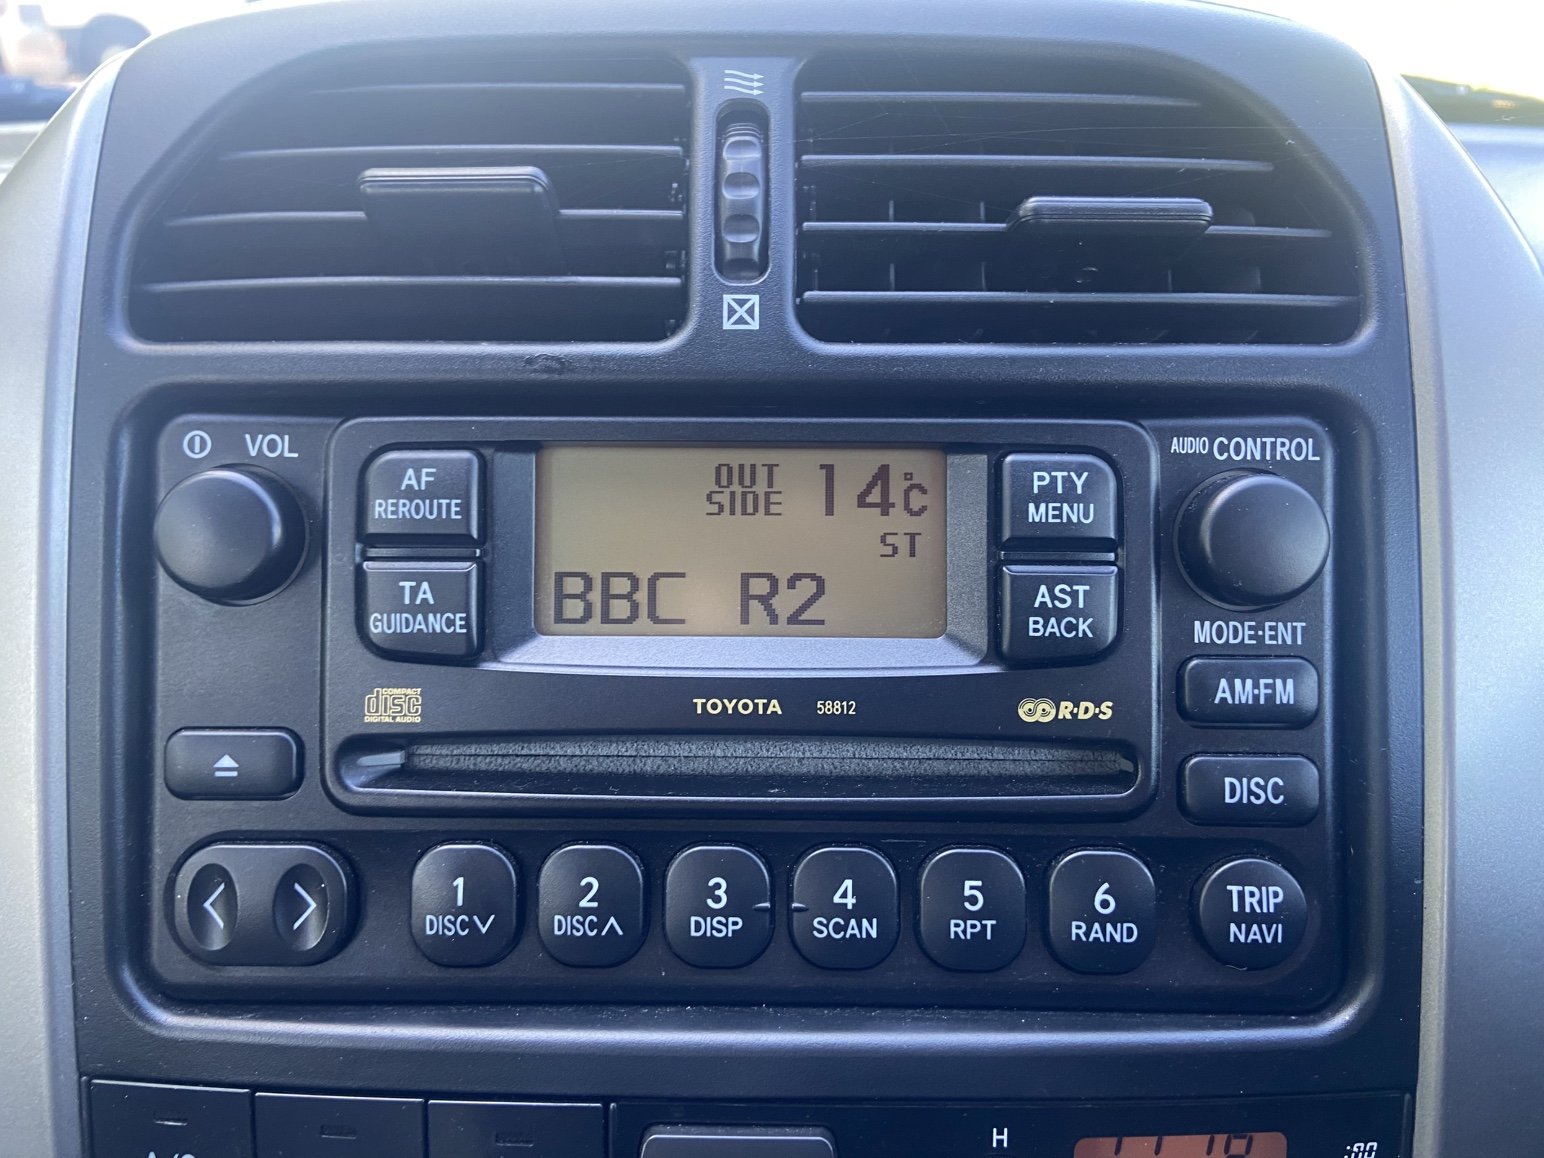 VOL
AUDIO CONTROL
AF
REROUTE
OUT
SIDE 14°C
PTY
MENU
ST
TA
GUIDANCE
BBC R2
AST
BACK
MODE·ENT
AM·FM
COMPACT
disc
DIGITAL AUDIO
TOYOTA 58812
R·D·S
DISC
1
DISC
2
DISC
3
DISP
4
SCAN
5
RPT
6
RAND
TRIP
NAVI
H
:00